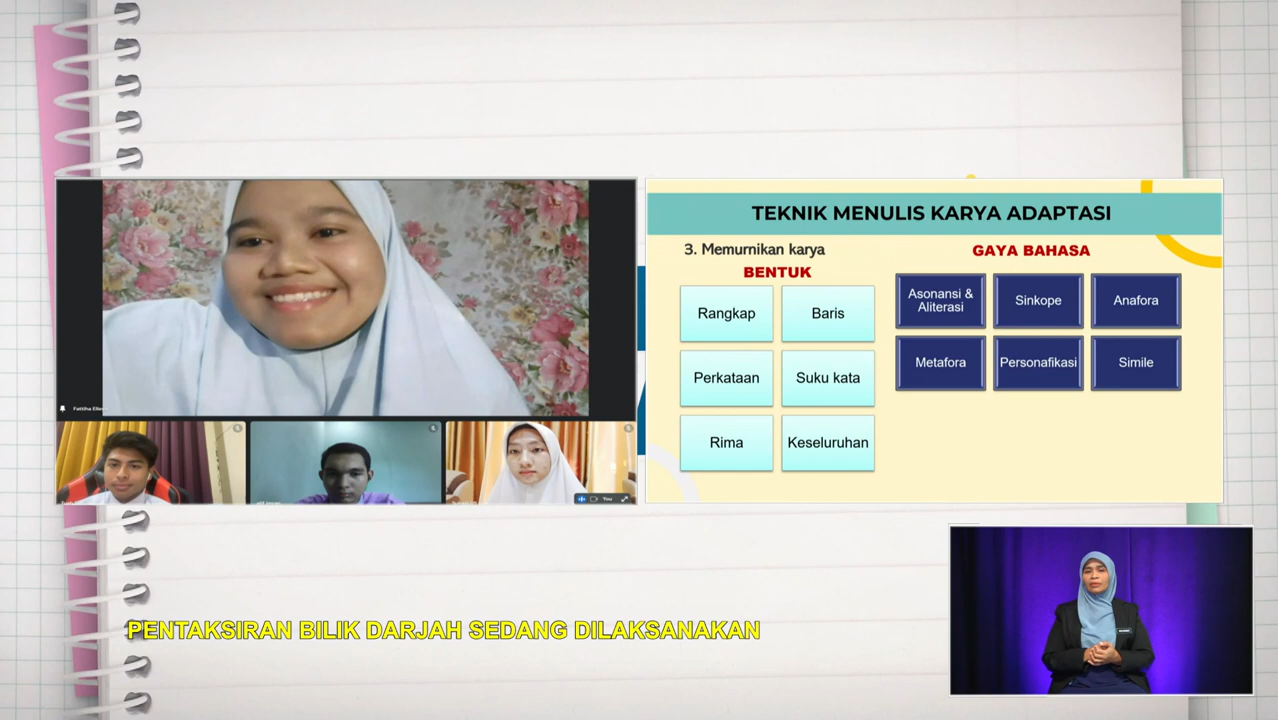 TEKNIK MENULIS KARYA ADAPTASI
3. Memurnikan karya
BENTUK
Rangkap
Baris
Perkataan
Suku kata
Rima
Keseluruhan
GAYA BAHASA
Asonansi &
Aliterasi
Sinkope
Anafora
Metafora
Personafikasi
Simile
You
PENTAKSIRAN BILIK DARJAH SEDANG DILAKSANAKAN